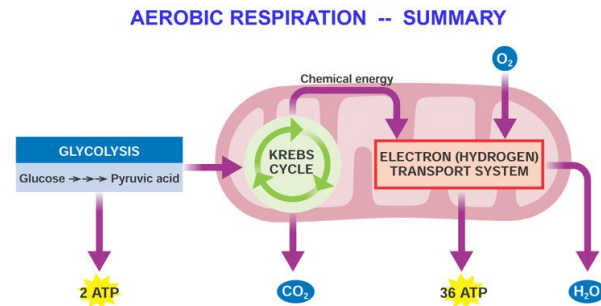 AEROBIC RESPIRATION -- SUMMARY
O₂
Chemical energy
GLYCOLYSIS
Glucose → → → Pyruvic acid
KREBS
CYCLE
ELECTRON (HYDROGEN)
TRANSPORT SYSTEM
2 ATP
CO₂
36 ATP
H₂O